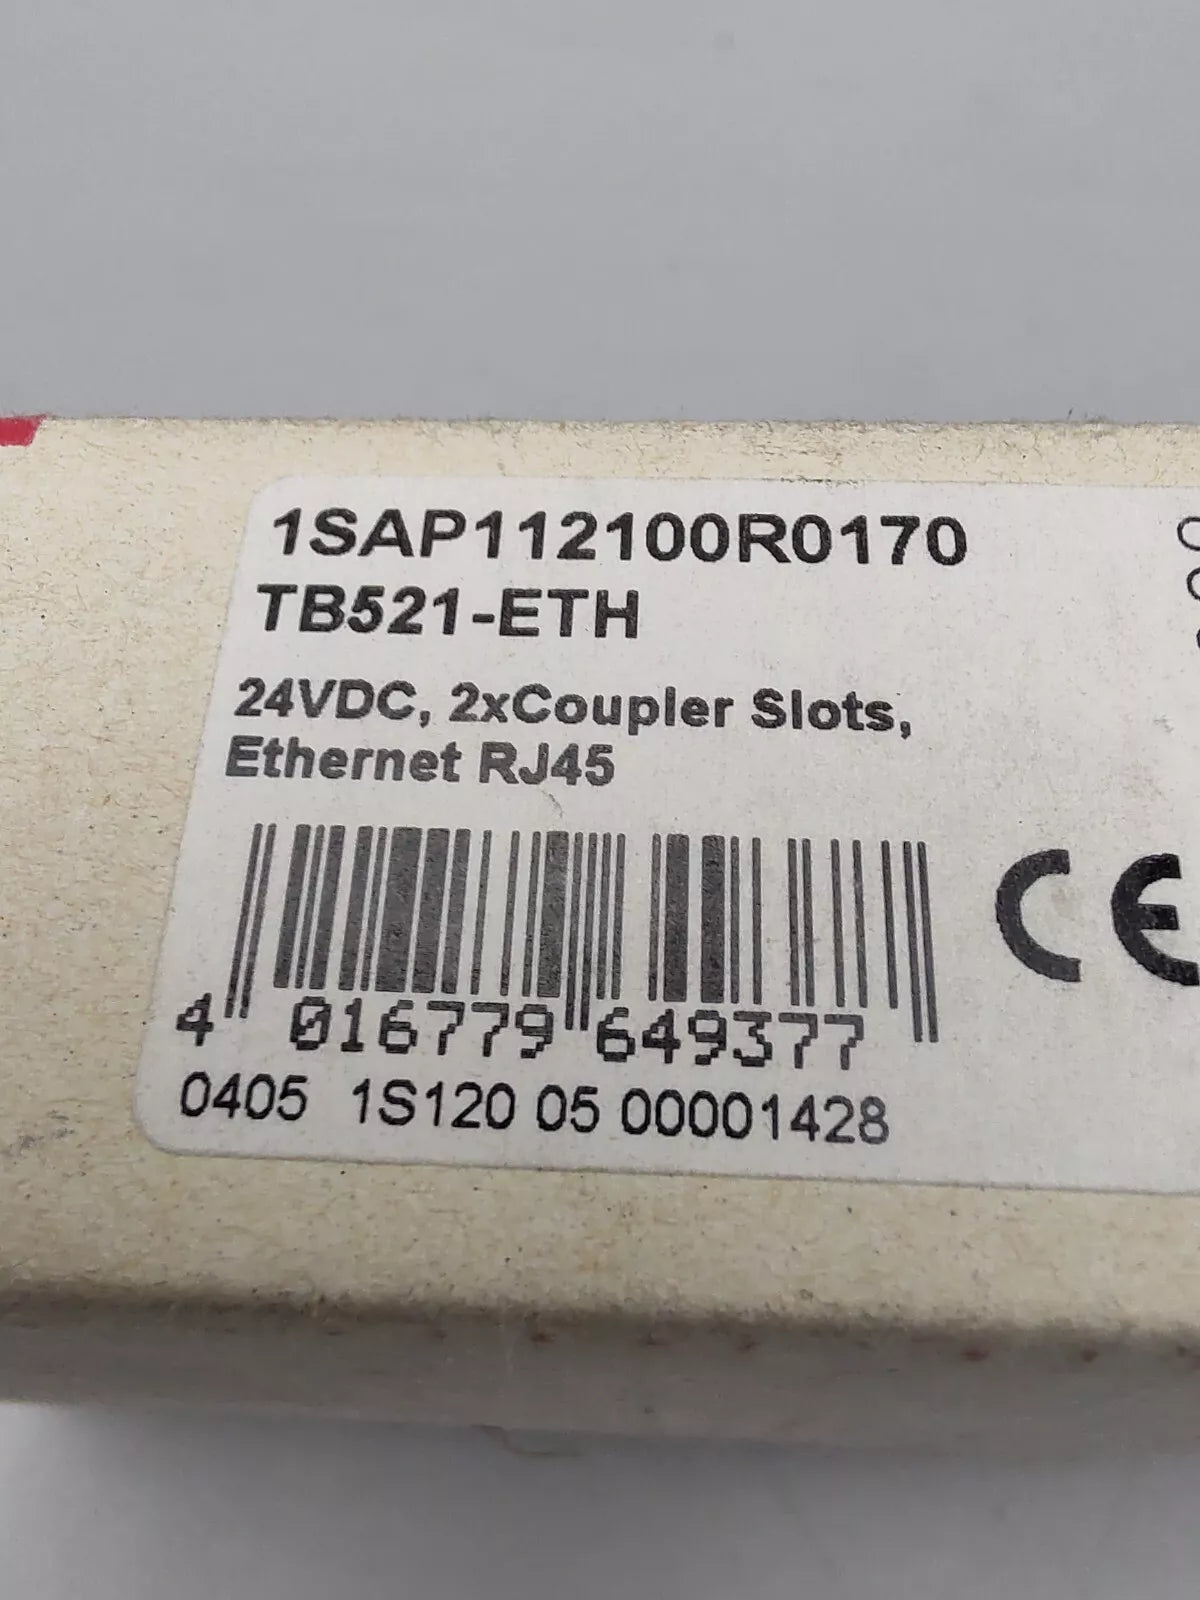 1SAP112100R0170
TB521-ETH
24VDC, 2xCoupler Slots,
Ethernet RJ45
CE
4 016779 649377
0405 1S120 05 00001428